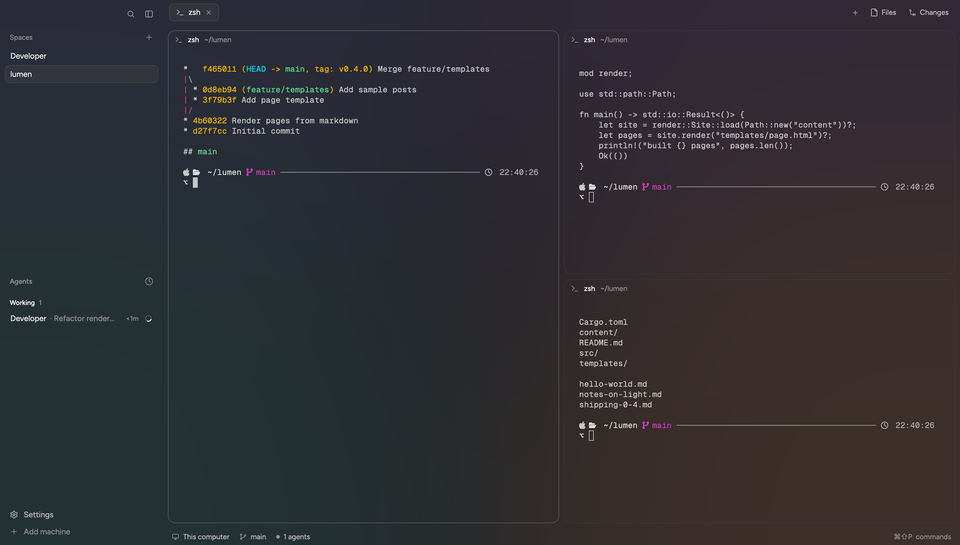 zsh
Files
Changes
Spaces
Developer
lumen
Agents
Working 1
Developer · Refactor render... <1m
Settings
Add machine
zsh ~/lumen
*   f465011 (HEAD -> main, tag: v0.4.0) Merge feature/templates
|\
| * 0d8eb94 (feature/templates) Add sample posts
| * 3f79b3f Add page template
|/
* 4b60322 Render pages from markdown
* d27f7cc Initial commit
## main
~/lumen main 22:40:26
zsh ~/lumen
mod render;
use std::path::Path;
fn main() -> std::io::Result<()> {
    let site = render::Site::load(Path::new("content"))?;
    let pages = site.render("templates/page.html")?;
    println!("built {} pages", pages.len());
    Ok(())
}
~/lumen main 22:40:26
zsh ~/lumen
Cargo.toml
content/
README.md
src/
templates/
hello-world.md
notes-on-light.md
shipping-0-4.md
~/lumen main 22:40:26
This computer main 1 agents
⌘⇧P commands